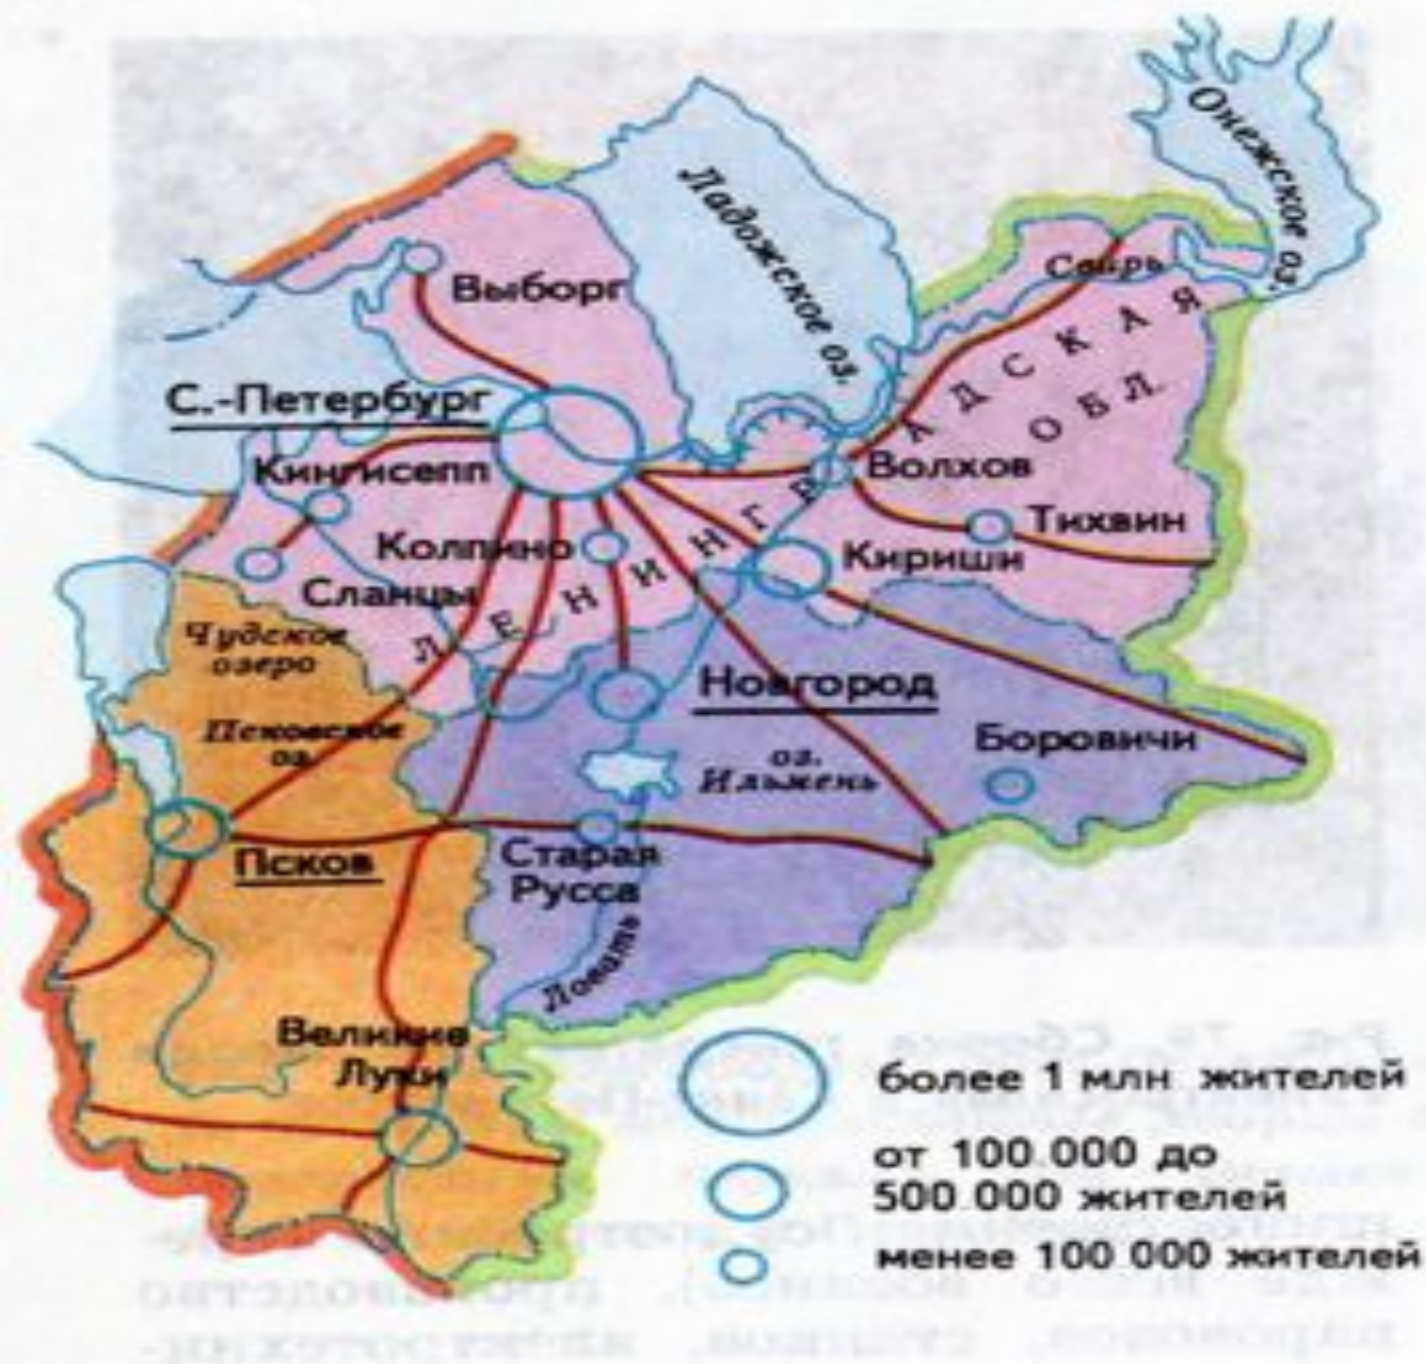 Онежское оз.
Ладожское оз.
Свирь
Выборг
С.-Петербург
Кингисепп
Волхов
Тихвин
Колпино
Кириши
Сланцы
ЛЕНИНГРАДСКАЯ
ОБЛ.
Чудское
озеро
Новгород
Псковское
оз.
Боровичи
оз.
Ильмень
Псков
Старая
Русса
Ловать
Великие
Луки
более 1 млн жителей
от 100 000 до
500 000 жителей
менее 100 000 жителей